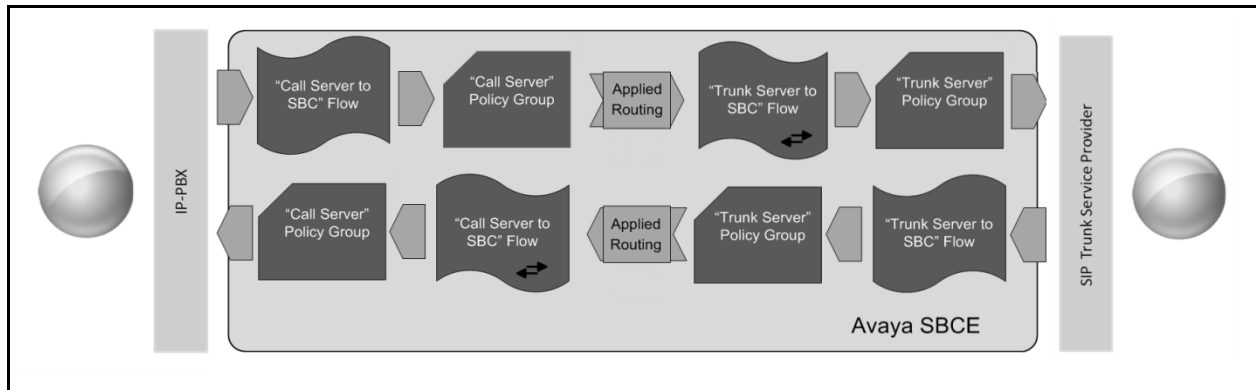 IP-PBX
“Call Server to
SBC” Flow
“Call Server”
Policy Group
Applied
Routing
“Trunk Server to
SBC” Flow
“Trunk Server”
Policy Group
“Call Server”
Policy Group
“Call Server to
SBC” Flow
Applied
Routing
“Trunk Server”
Policy Group
“Trunk Server to
SBC” Flow
SIP Trunk Service Provider
Avaya SBCE